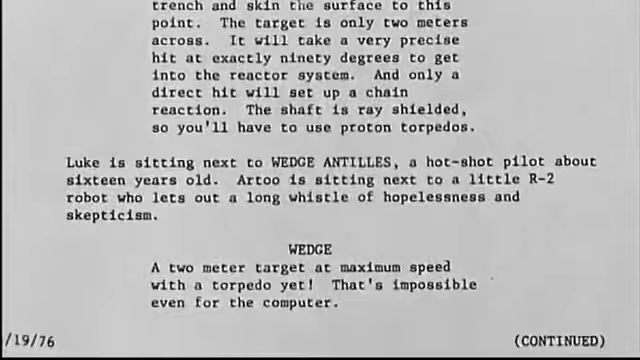 trench and skin the surface to this
point. The target is only two meters
across. It will take a very precise
hit at exactly ninety degrees to get
into the reactor system. And only a
direct hit will set up a chain
reaction. The shaft is ray shielded,
so you'll have to use proton torpedos.
Luke is sitting next to WEDGE ANTILLES, a hot-shot pilot about
sixteen years old. Artoo is sitting next to a little R-2
robot who lets out a long whistle of hopelessness and
skepticism.
WEDGE
A two meter target at maximum speed
with a torpedo yet! That's impossible
even for the computer.
/19/76 (CONTINUED)